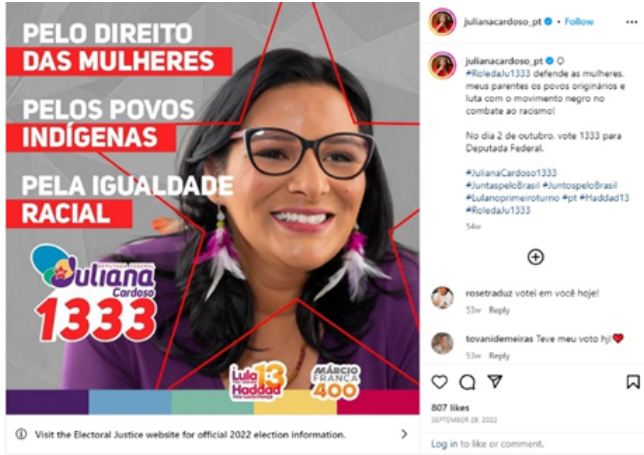 PELO DIREITO
DAS MULHERES
PELOS POVOS
INDÍGENAS
PELA IGUALDADE
RACIAL
DEPUTADA FEDERAL
Juliana
Cardoso
1333
Lula 13
Haddad
MÁRCIO
FRANÇA
400
Visit the Electoral Justice website for official 2022 election information.
julianacardoso_pt • Follow
julianacardoso_pt
#RoledaJu1333 defende as mulheres,
meus parentes os povos originários e
luta com o movimento negro no
combate ao racismo!
No dia 2 de outubro, vote 1333 para
Deputada Federal.
#JulianaCardoso1333
#JuntaspeloBrasil #JuntospeloBrasil
#Lulanoprimeiroturno #pt #Haddad13
#RoledaJu1333
54w
rosetraduz votei em você hoje!
53w Reply
tovanidemeiras Teve meu voto hj!❤
53w Reply
807 likes
SEPTEMBER 29, 2022
Log in to like or comment.